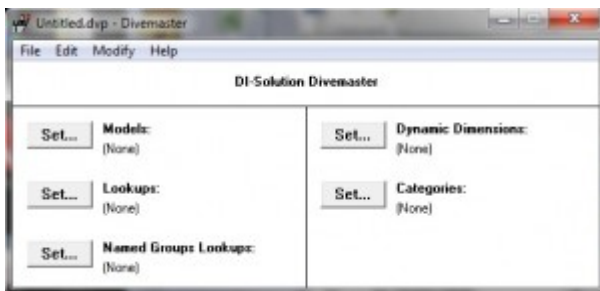 Untitled.dvp - Divemaster
File Edit Modify Help
DI-Solution Divemaster
Set... Models:
(None)
Set... Lookups:
(None)
Set... Named Groups Lookups:
(None)
Set... Dynamic Dimensions:
(None)
Set... Categories:
(None)